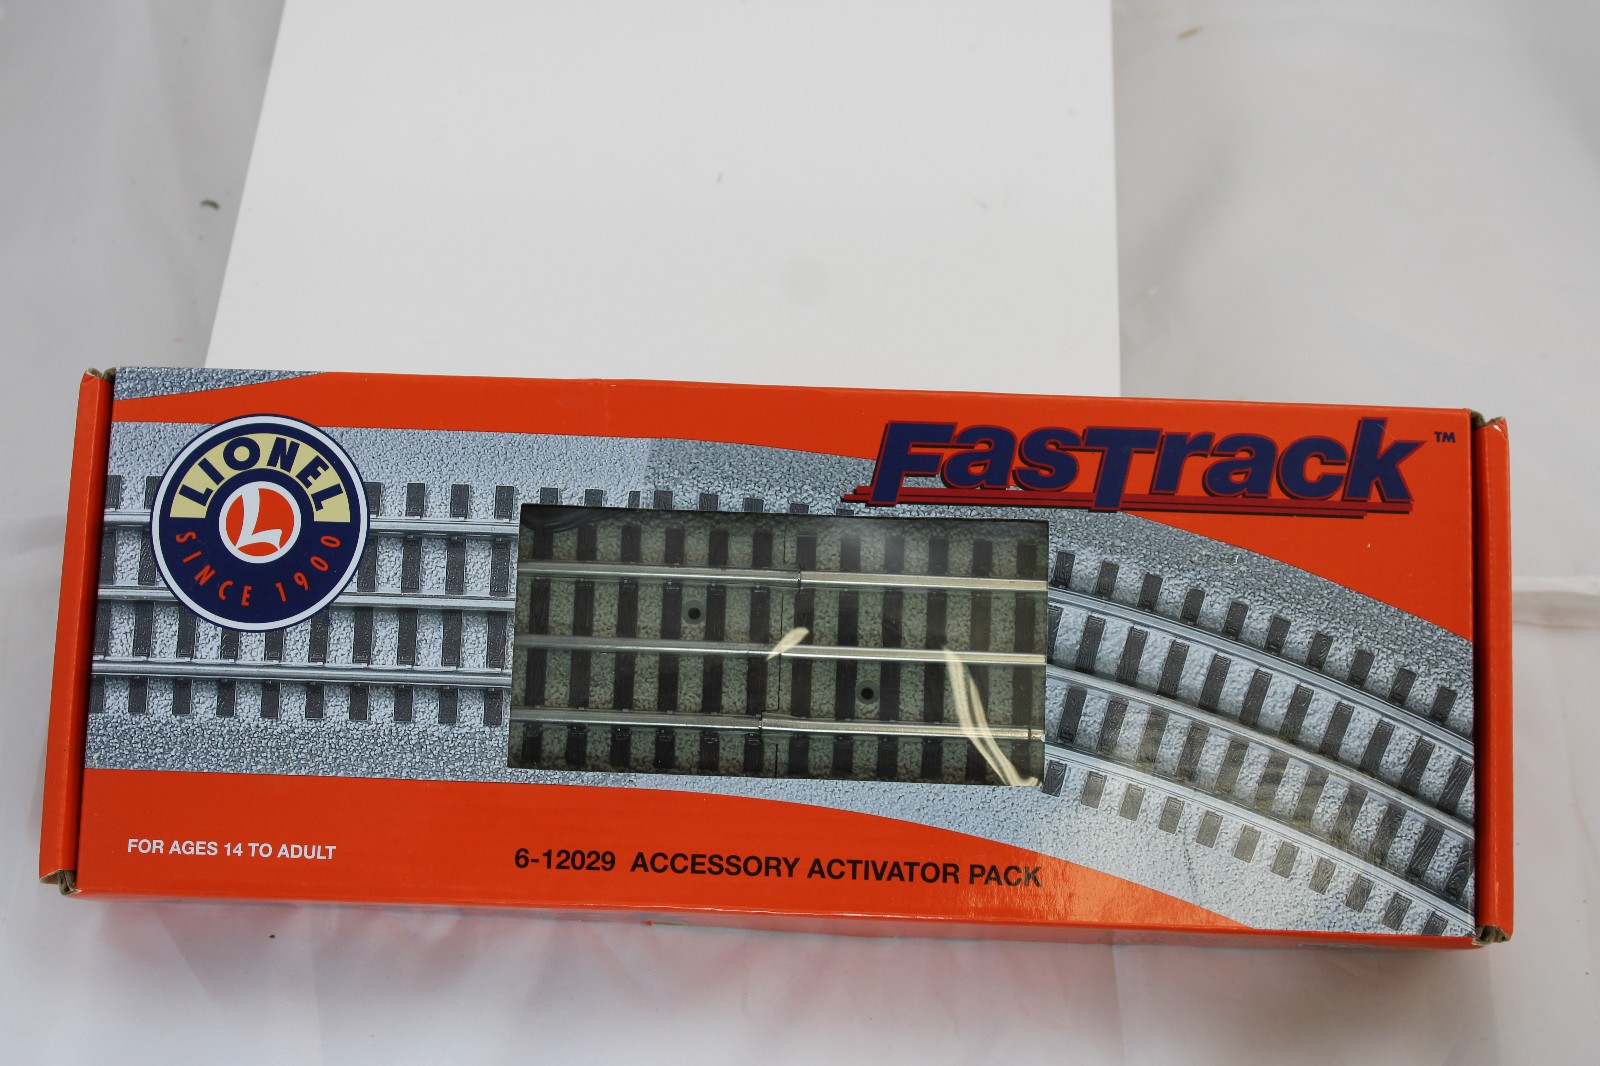 LIONEL
L
SINCE 1900
FasTrack™
FOR AGES 14 TO ADULT
6-12029 ACCESSORY ACTIVATOR PACK